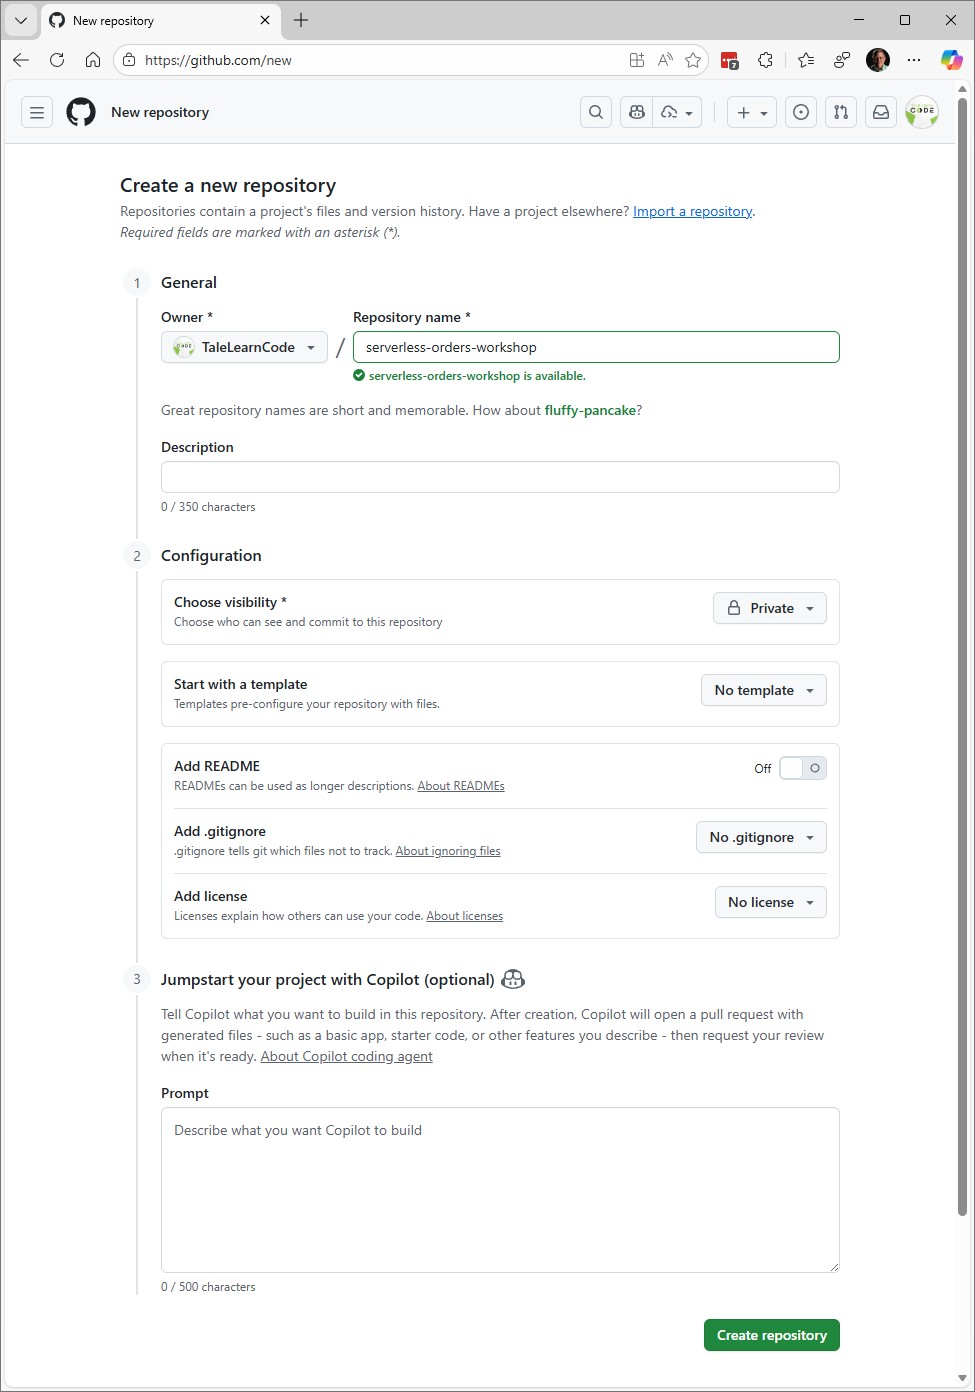 New repository
https://github.com/new
7
New repository
CODE
Create a new repository
Repositories contain a project's files and version history. Have a project elsewhere? Import a repository.
Required fields are marked with an asterisk (*).
1 General
Owner * Repository name *
CODE TaleLearnCode / serverless-orders-workshop
serverless-orders-workshop is available.
Great repository names are short and memorable. How about fluffy-pancake?
Description
0 / 350 characters
2 Configuration
Choose visibility * Private
Choose who can see and commit to this repository
Start with a template No template
Templates pre-configure your repository with files.
Add README Off
READMEs can be used as longer descriptions. About READMEs
Add .gitignore No .gitignore
.gitignore tells git which files not to track. About ignoring files
Add license No license
Licenses explain how others can use your code. About licenses
3 Jumpstart your project with Copilot (optional)
Tell Copilot what you want to build in this repository. After creation, Copilot will open a pull request with
generated files - such as a basic app, starter code, or other features you describe - then request your review
when it's ready. About Copilot coding agent
Prompt
Describe what you want Copilot to build
0 / 500 characters
Create repository